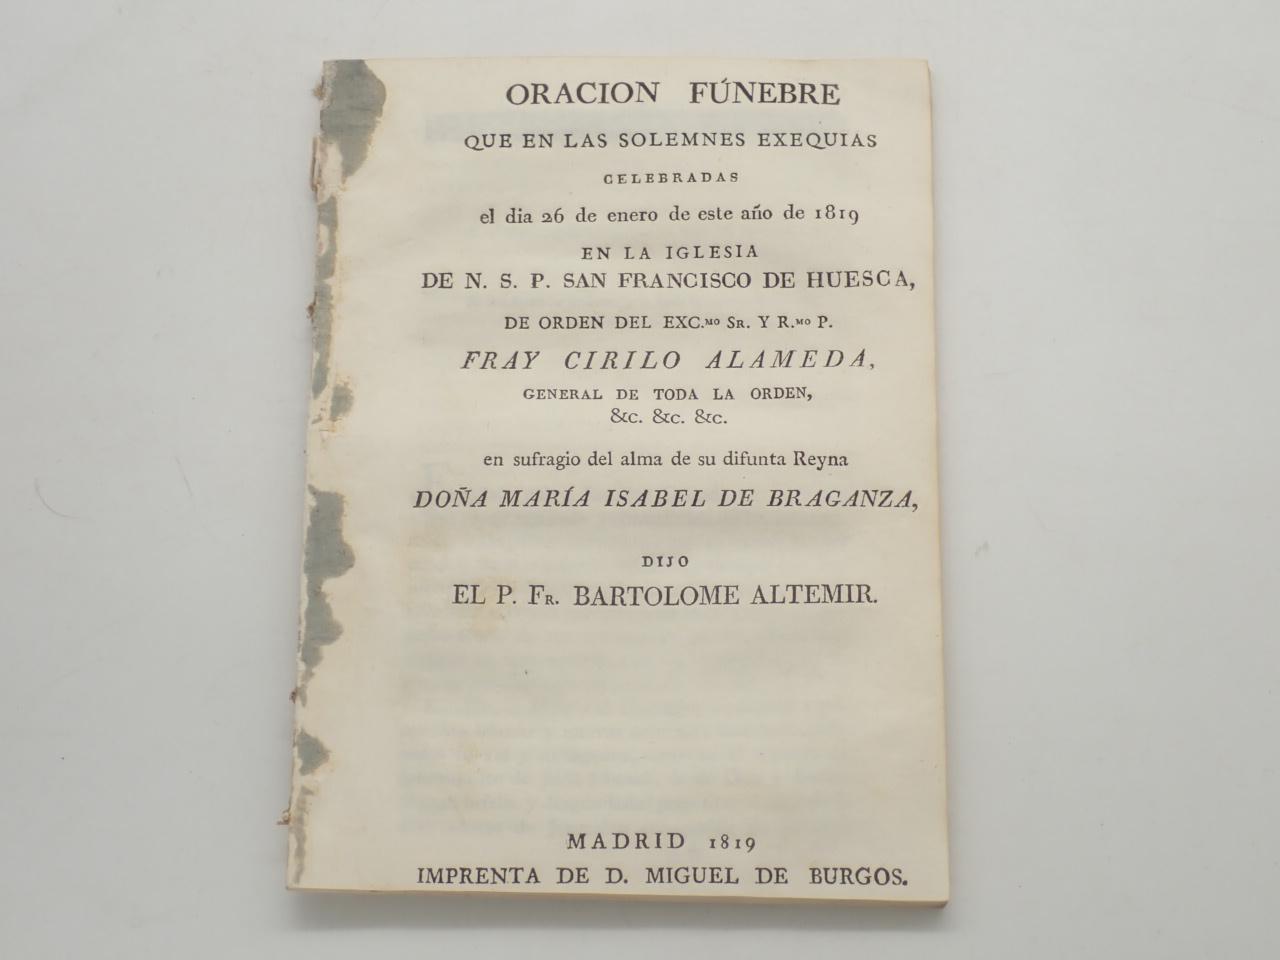 ORACION FÚNEBRE
QUE EN LAS SOLEMNES EXEQUIAS
CELEBRADAS
el dia 26 de enero de este año de 1819
EN LA IGLESIA
DE N. S. P. SAN FRANCISCO DE HUESCA,
DE ORDEN DEL EXC.MO SR. Y R.MO P.
FRAY CIRILO ALAMEDA,
GENERAL DE TODA LA ORDEN,
&c. &c. &c.
en sufragio del alma de su difunta Reyna
DOÑA MARÍA ISABEL DE BRAGANZA,
DIJO
EL P. FR. BARTOLOME ALTEMIR.
MADRID 1819
IMPRENTA DE D. MIGUEL DE BURGOS.